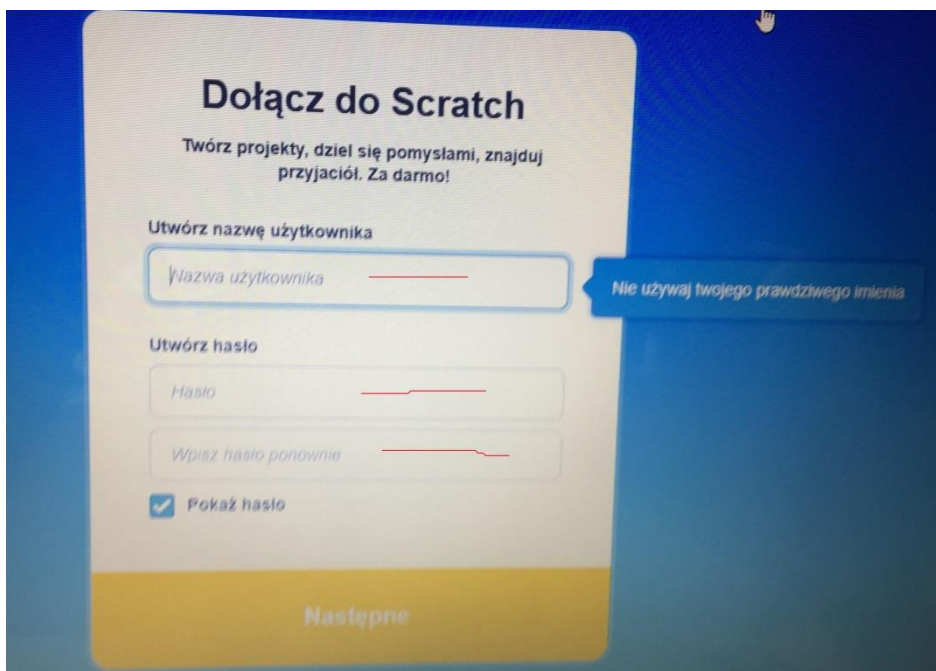 Dołącz do Scratch
Twórz projekty, dziel się pomysłami, znajduj
przyjaciół. Za darmo!
Utwórz nazwę użytkownika
Nazwa użytkownika
Nie używaj twojego prawdziwego imienia
Utwórz hasło
Hasło
Wpisz hasło ponownie
Pokaż hasło
Następne